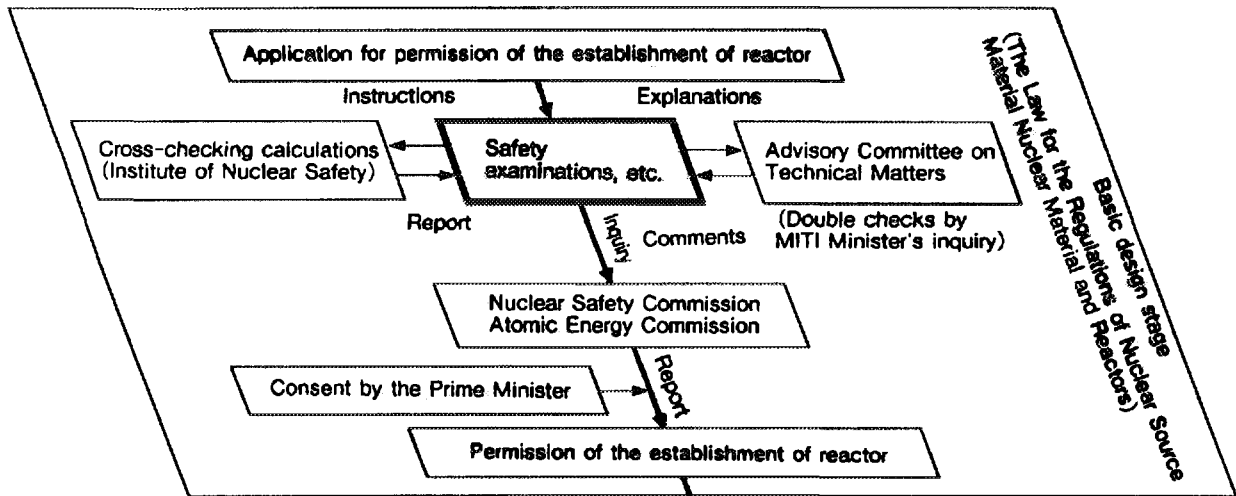 Application for permission of the establishment of reactor
Instructions
Explanations
Cross-checking calculations
(Institute of Nuclear Safety)
Safety
examinations, etc.
Advisory Committee on
Technical Matters
Report
Inquiry
Comments
(Double checks by
MITI Minister's inquiry)
Nuclear Safety Commission
Atomic Energy Commission
Consent by the Prime Minister
Report
Permission of the establishment of reactor
Basic design stage
(The Law for the Regulations of Nuclear Source
Material Nuclear Material and Reactors)